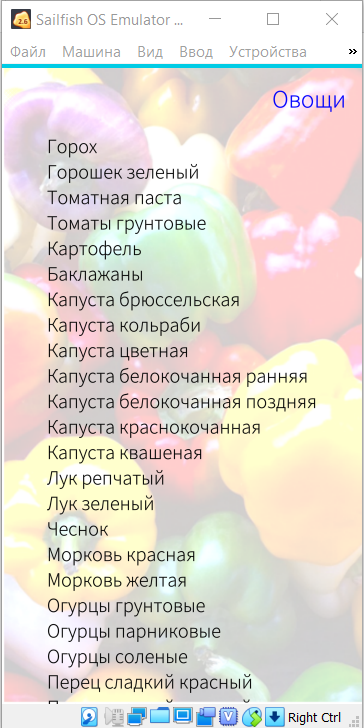 Sailfish OS Emulator ...
Файл Машина Вид Ввод Устройства »
Овощи
Горох
Горошек зеленый
Томатная паста
Томаты грунтовые
Картофель
Баклажаны
Капуста брюссельская
Капуста кольраби
Капуста цветная
Капуста белокочанная ранняя
Капуста белокочанная поздняя
Капуста краснокочанная
Капуста квашеная
Лук репчатый
Лук зеленый
Чеснок
Морковь красная
Морковь желтая
Огурцы грунтовые
Огурцы парниковые
Огурцы соленые
Перец сладкий красный
Right Ctrl